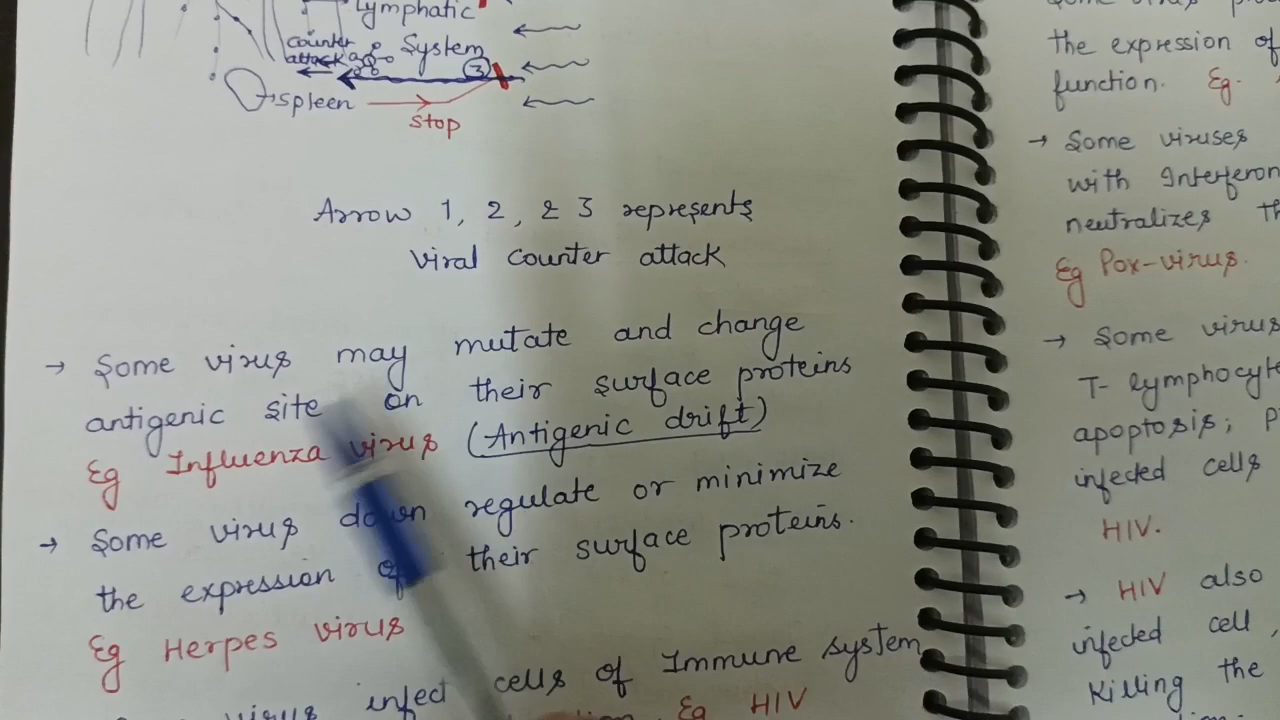 Lymphatic
System
counter
attack
3
spleen
stop
Arrow 1, 2, & 3 represents
viral counter attack
→ Some virus may mutate and change
antigenic site on their surface proteins
Eg Influenza virus (Antigenic drift)
→ Some virus down regulate or minimize
the expression of their surface proteins.
Eg Herpes virus
virus infect cells of Immune system
Eg HIV
the expression of
function. Eg.
→ Some viruses
with Interferon
neutralizes
Eg Pox-virus.
→ Some virus
T- lymphocyte
apoptosis;
infected cells
HIV.
→ HIV also
infected cell,
Killing the